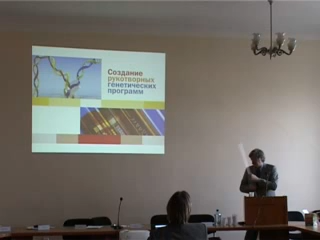 Создание
рукотворных
генетических
программ